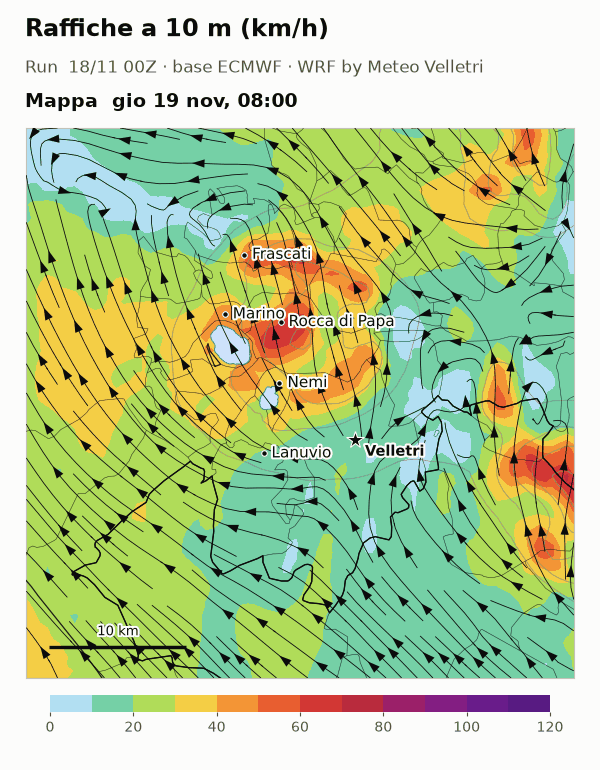 Raffiche a 10 m (km/h)
Run 18/11 00Z · base ECMWF · WRF by Meteo Velletri
Mappa gio 19 nov, 08:00
Frascati
Marino
Rocca di Papa
Nemi
Velletri
Lanuvio
10 km
0 20 40 60 80 100 120